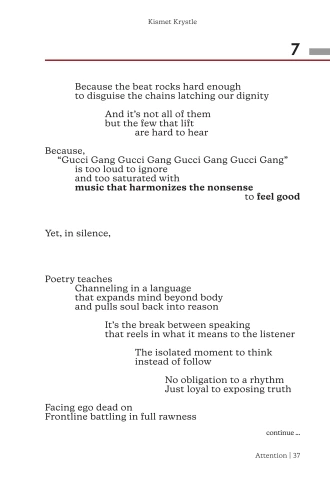 Kismet Krystle
7
Because the beat rocks hard enough
to disguise the chains latching our dignity
And it's not all of them
but the few that lift
are hard to hear
Because,
“Gucci Gang Gucci Gang Gucci Gang Gucci Gang”
is too loud to ignore
and too saturated with
music that harmonizes the nonsense
to feel good
Yet, in silence,
Poetry teaches
Channeling in a language
that expands mind beyond body
and pulls soul back into reason
It's the break between speaking
that reels in what it means to the listener
The isolated moment to think
instead of follow
No obligation to a rhythm
Just loyal to exposing truth
Facing ego dead on
Frontline battling in full rawness
continue ...
Attention | 37